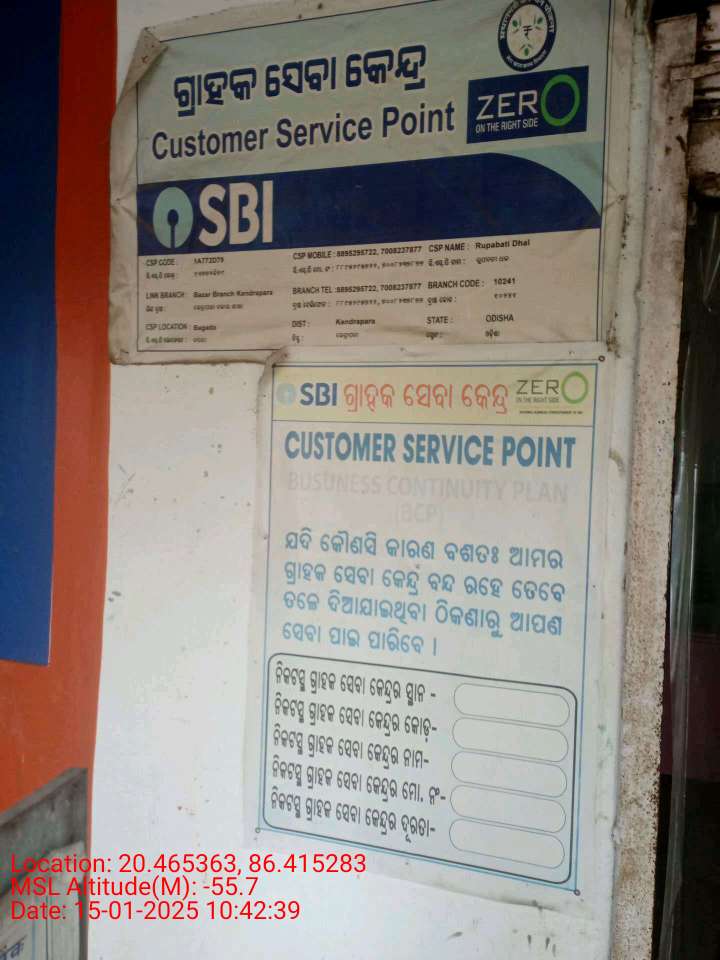 ଗ୍ରାହକ ସେବା କେନ୍ଦ୍ର
Customer Service Point
ZERO
ON THE RIGHT SIDE
SBI
CSP CODE : 1A772D79 CSP MOBILE : 8895295722, 7008237877 CSP NAME : Rupabati Dhal
LINK BRANCH: Bazar Branch Kendrapara BRANCH TEL :8895295722, 7008237877 BRANCH CODE : 10241
CSP LOCATION : Bagada DIST : Kendrapara STATE : ODISHA
SBI ଗ୍ରାହକ ସେବା କେନ୍ଦ୍ର ZERO
ON THE RIGHT SIDE
CUSTOMER SERVICE POINT
BUSUNESS CONTINUITY PLAN
(BCP)
ଯଦି କୌଣସି କାରଣ ବଶତଃ ଆମର
ଗ୍ରାହକ ସେବା କେନ୍ଦ୍ର ବନ୍ଦ ରହେ ତେବେ
ତଳେ ଦିଆଯାଇଥିବା ଠିକଣାରୁ ଆପଣ
ସେବା ପାଇ ପାରିବେ ।
ନିକଟସ୍ଥ ଗ୍ରାହକ ସେବା କେନ୍ଦ୍ରର ସ୍ଥାନ -
ନିକଟସ୍ଥ ଗ୍ରାହକ ସେବା କେନ୍ଦ୍ରର କୋଡ଼-
ନିକଟସ୍ଥ ଗ୍ରାହକ ସେବା କେନ୍ଦ୍ରର ନାମ-
ନିକଟସ୍ଥ ଗ୍ରାହକ ସେବା କେନ୍ଦ୍ରର ମୋ. ନଂ-
ନିକଟସ୍ଥ ଗ୍ରାହକ ସେବା କେନ୍ଦ୍ରର ଦୂରତା-
Location: 20.465363, 86.415283
MSL Altitude(M): -55.7
Date: 15-01-2025 10:42:39